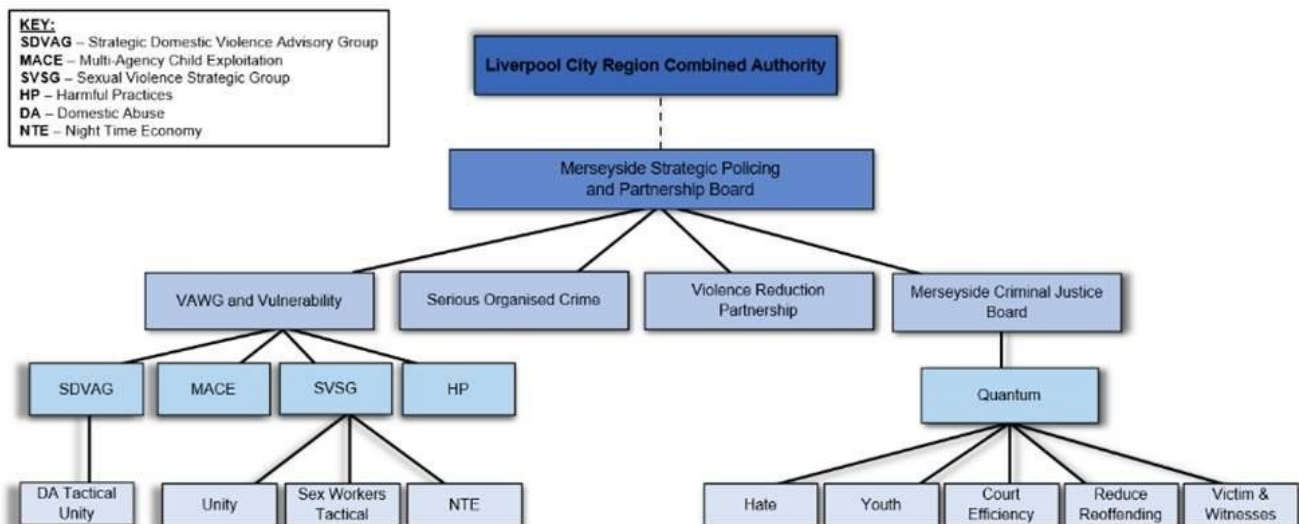 KEY:
SDVAG – Strategic Domestic Violence Advisory Group
MACE – Multi-Agency Child Exploitation
SVSG – Sexual Violence Strategic Group
HP – Harmful Practices
DA – Domestic Abuse
NTE – Night Time Economy
Liverpool City Region Combined Authority
Merseyside Strategic Policing
and Partnership Board
VAWG and Vulnerability
Serious Organised Crime
Violence Reduction
Partnership
Merseyside Criminal Justice
Board
SDVAG
MACE
SVSG
HP
Quantum
DA Tactical
Unity
Unity
Sex Workers
Tactical
NTE
Hate
Youth
Court
Efficiency
Reduce
Reoffending
Victim &
Witnesses